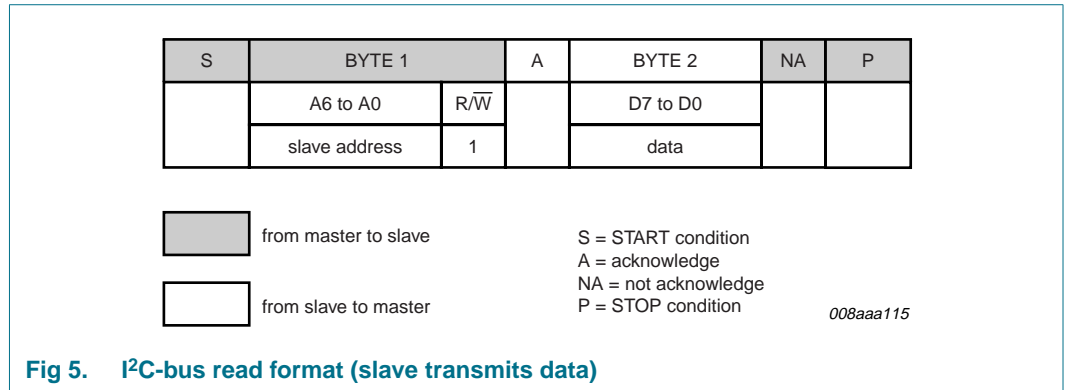 S BYTE 1 A BYTE 2 NA P
A6 to A0 R/W̅ D7 to D0
slave address 1 data
from master to slave
from slave to master
S = START condition
A = acknowledge
NA = not acknowledge
P = STOP condition
008aaa115
Fig 5. I²C-bus read format (slave transmits data)